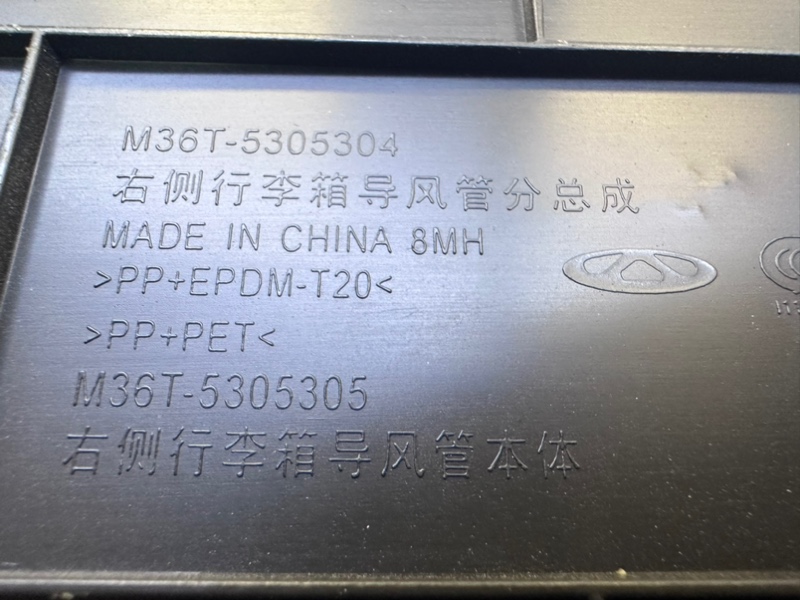 M36T-5305304
右侧行李箱导风管分总成
MADE IN CHINA 8MH
>PP+EPDM-T20<
>PP+PET<
M36T-5305305
右侧行李箱导风管本体